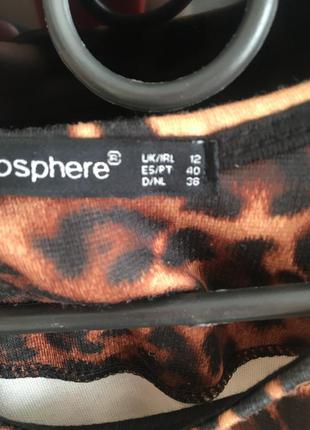 osphere®
UK/IRL 12
ES/PT 40
D/NL 38